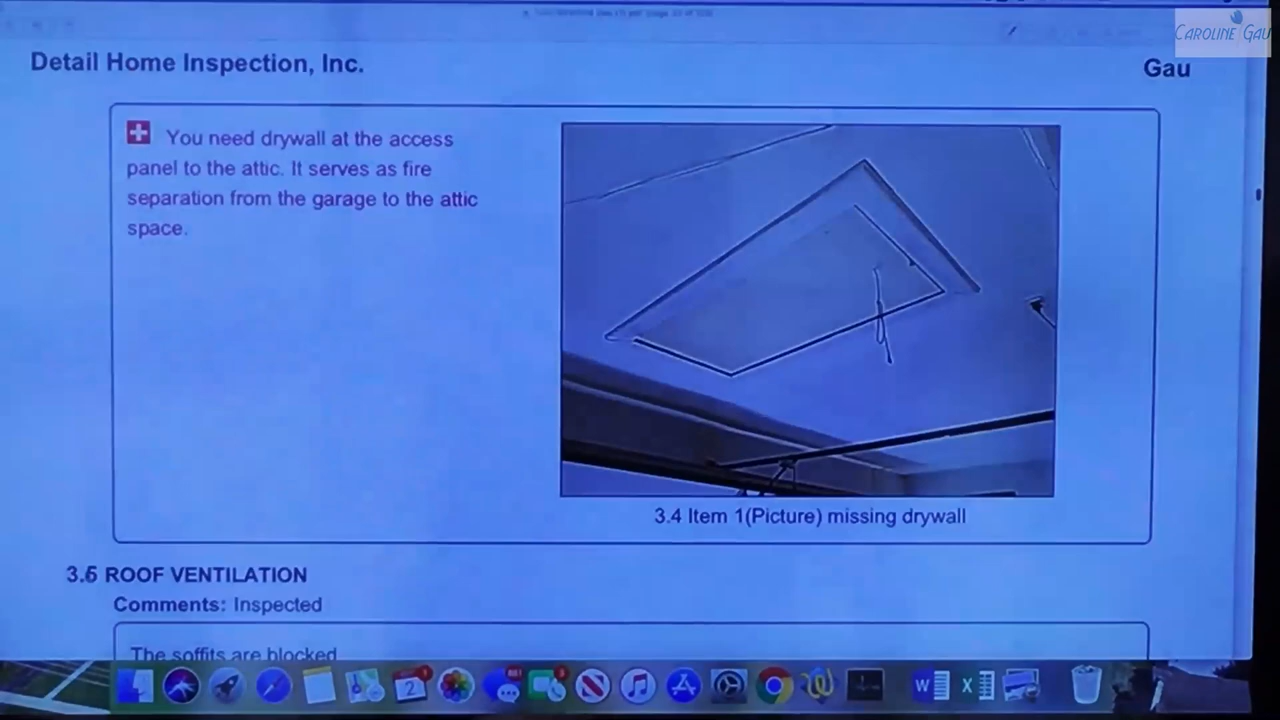 CAROLINE GAU
Detail Home Inspection, Inc.
Gau
You need drywall at the access
panel to the attic. It serves as fire
separation from the garage to the attic
space.
3.4 Item 1(Picture) missing drywall
3.6 ROOF VENTILATION
Comments: Inspected
The soffits are blocked
2
W
X